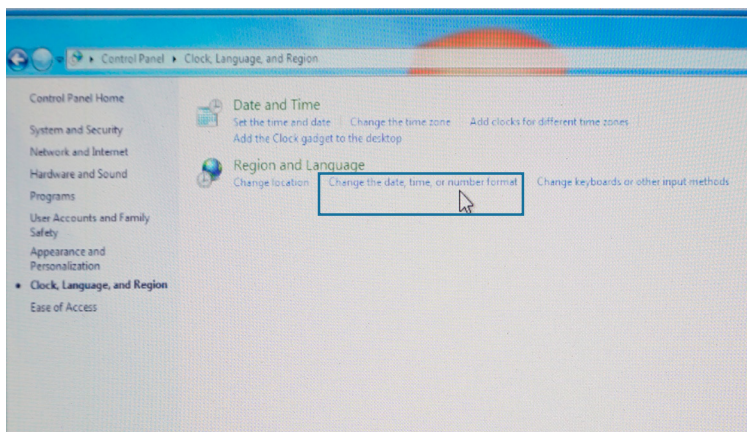 Control Panel ▸ Clock, Language, and Region
Control Panel Home
System and Security
Network and Internet
Hardware and Sound
Programs
User Accounts and Family
Safety
Appearance and
Personalization
Clock, Language, and Region
Ease of Access
Date and Time
Set the time and date Change the time zone Add clocks for different time zones
Add the Clock gadget to the desktop
Region and Language
Change location Change the date, time, or number format Change keyboards or other input methods